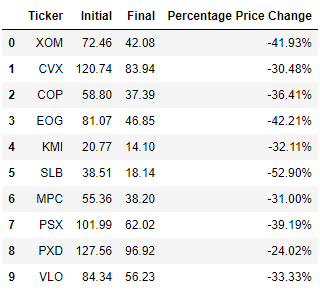 Ticker Initial Final Percentage Price Change
0 XOM 72.46 42.08 -41.93%
1 CVX 120.74 83.94 -30.48%
2 COP 58.80 37.39 -36.41%
3 EOG 81.07 46.85 -42.21%
4 KMI 20.77 14.10 -32.11%
5 SLB 38.51 18.14 -52.90%
6 MPC 55.36 38.20 -31.00%
7 PSX 101.99 62.02 -39.19%
8 PXD 127.56 96.92 -24.02%
9 VLO 84.34 56.23 -33.33%